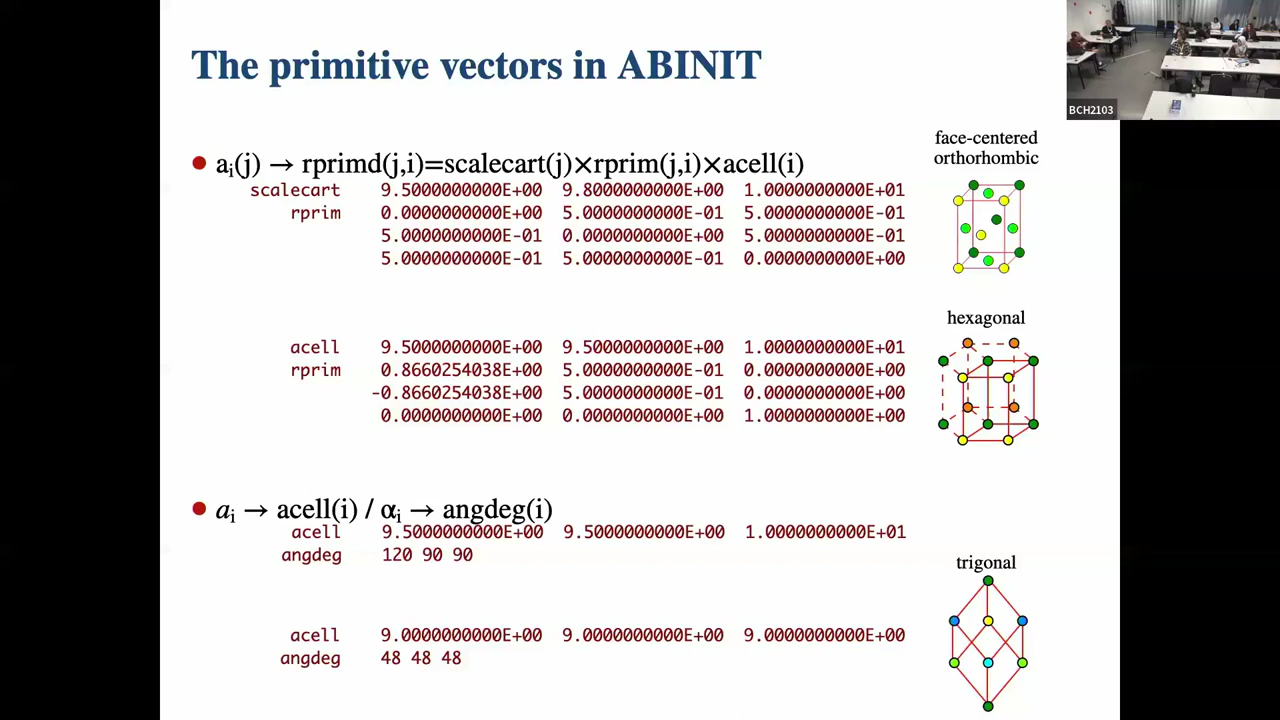 The primitive vectors in ABINIT
BCH2103
face-centered
orthorhombic
• aᵢ(j) → rprimd(j,i)=scalecart(j)×rprim(j,i)×acell(i)
scalecart 9.5000000000E+00 9.8000000000E+00 1.0000000000E+01
rprim 0.0000000000E+00 5.0000000000E-01 5.0000000000E-01
5.0000000000E-01 0.0000000000E+00 5.0000000000E-01
5.0000000000E-01 5.0000000000E-01 0.0000000000E+00
hexagonal
acell 9.5000000000E+00 9.5000000000E+00 1.0000000000E+01
rprim 0.8660254038E+00 5.0000000000E-01 0.0000000000E+00
-0.8660254038E+00 5.0000000000E-01 0.0000000000E+00
0.0000000000E+00 0.0000000000E+00 1.0000000000E+00
• aᵢ → acell(i) / αᵢ → angdeg(i)
acell 9.5000000000E+00 9.5000000000E+00 1.0000000000E+01
angdeg 120 90 90
trigonal
acell 9.0000000000E+00 9.0000000000E+00 9.0000000000E+00
angdeg 48 48 48